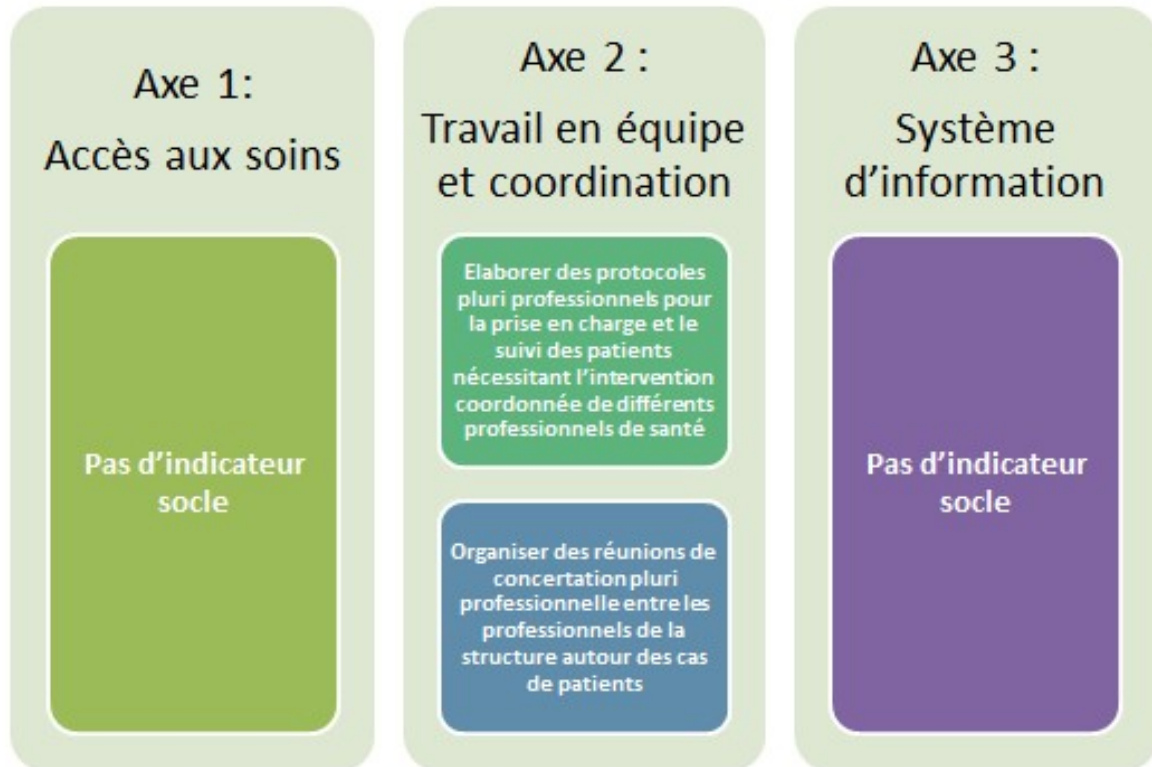 Axe 1:
Accès aux soins
Pas d’indicateur
socle
Axe 2 :
Travail en équipe
et coordination
Elaborer des protocoles
pluri professionnels pour
la prise en charge et le
suivi des patients
nécessitant l’intervention
coordonnée de différents
professionnels de santé
Organiser des réunions de
concertation pluri
professionnelle entre les
professionnels de la
structure autour des cas
de patients
Axe 3 :
Système
d’information
Pas d’indicateur
socle